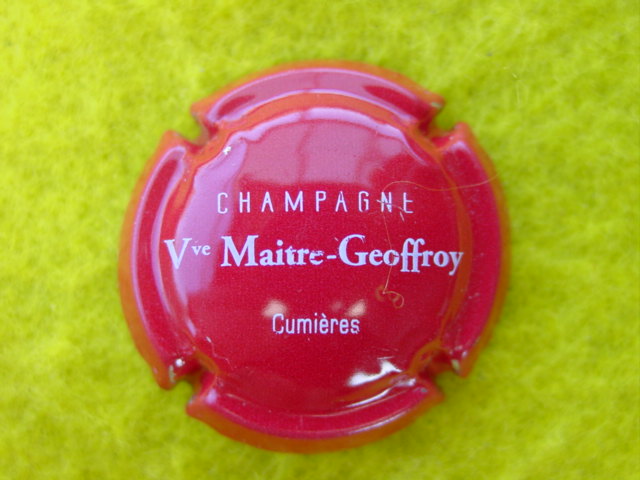 CHAMPAGNE
Vve Maitre-Geoffroy
Cumières